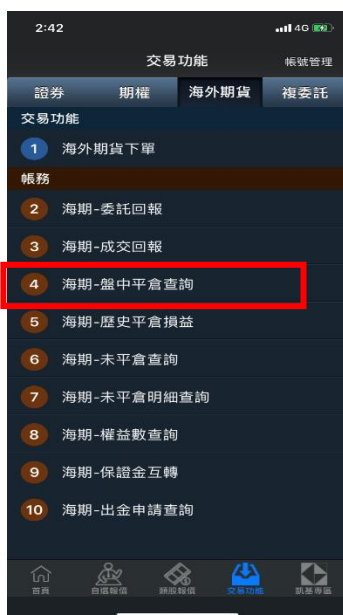 2:42
4G
交易功能
帳號管理
證券 期權 海外期貨 複委託
交易功能
1 海外期貨下單
帳務
2 海期-委託回報
3 海期-成交回報
4 海期-盤中平倉查詢
5 海期-歷史平倉損益
6 海期-未平倉查詢
7 海期-未平倉明細查詢
8 海期-權益數查詢
9 海期-保證金互轉
10 海期-出金申請查詢
首頁 自選報價 類股報價 交易功能 凱基專區